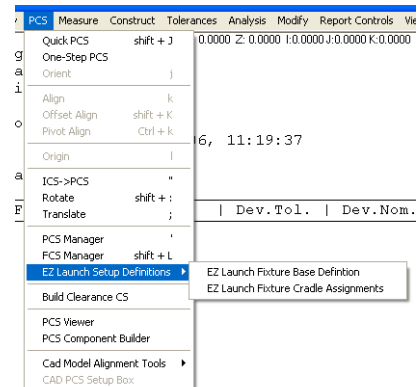 PCS Measure Construct Tolerances Analysis Modify Report Controls Vie
0.0000 Z: 0.0000 I:0.0000 J:0.0000 K:0.0000
Quick PCS shift + J
One-Step PCS
Orient j
Align k
Offset Align shift + K
Pivot Align Ctrl + k
6, 11:19:37
Origin l
ICS->PCS "
Rotate shift + :
Translate ;
| Dev.Tol. | Dev.Nom.
PCS Manager '
FCS Manager shift + L
EZ Launch Setup Definitions
EZ Launch Fixture Base Defintion
EZ Launch Fixture Cradle Assignments
Build Clearance CS
PCS Viewer
PCS Component Builder
Cad Model Alignment Tools
CAD PCS Setup Box